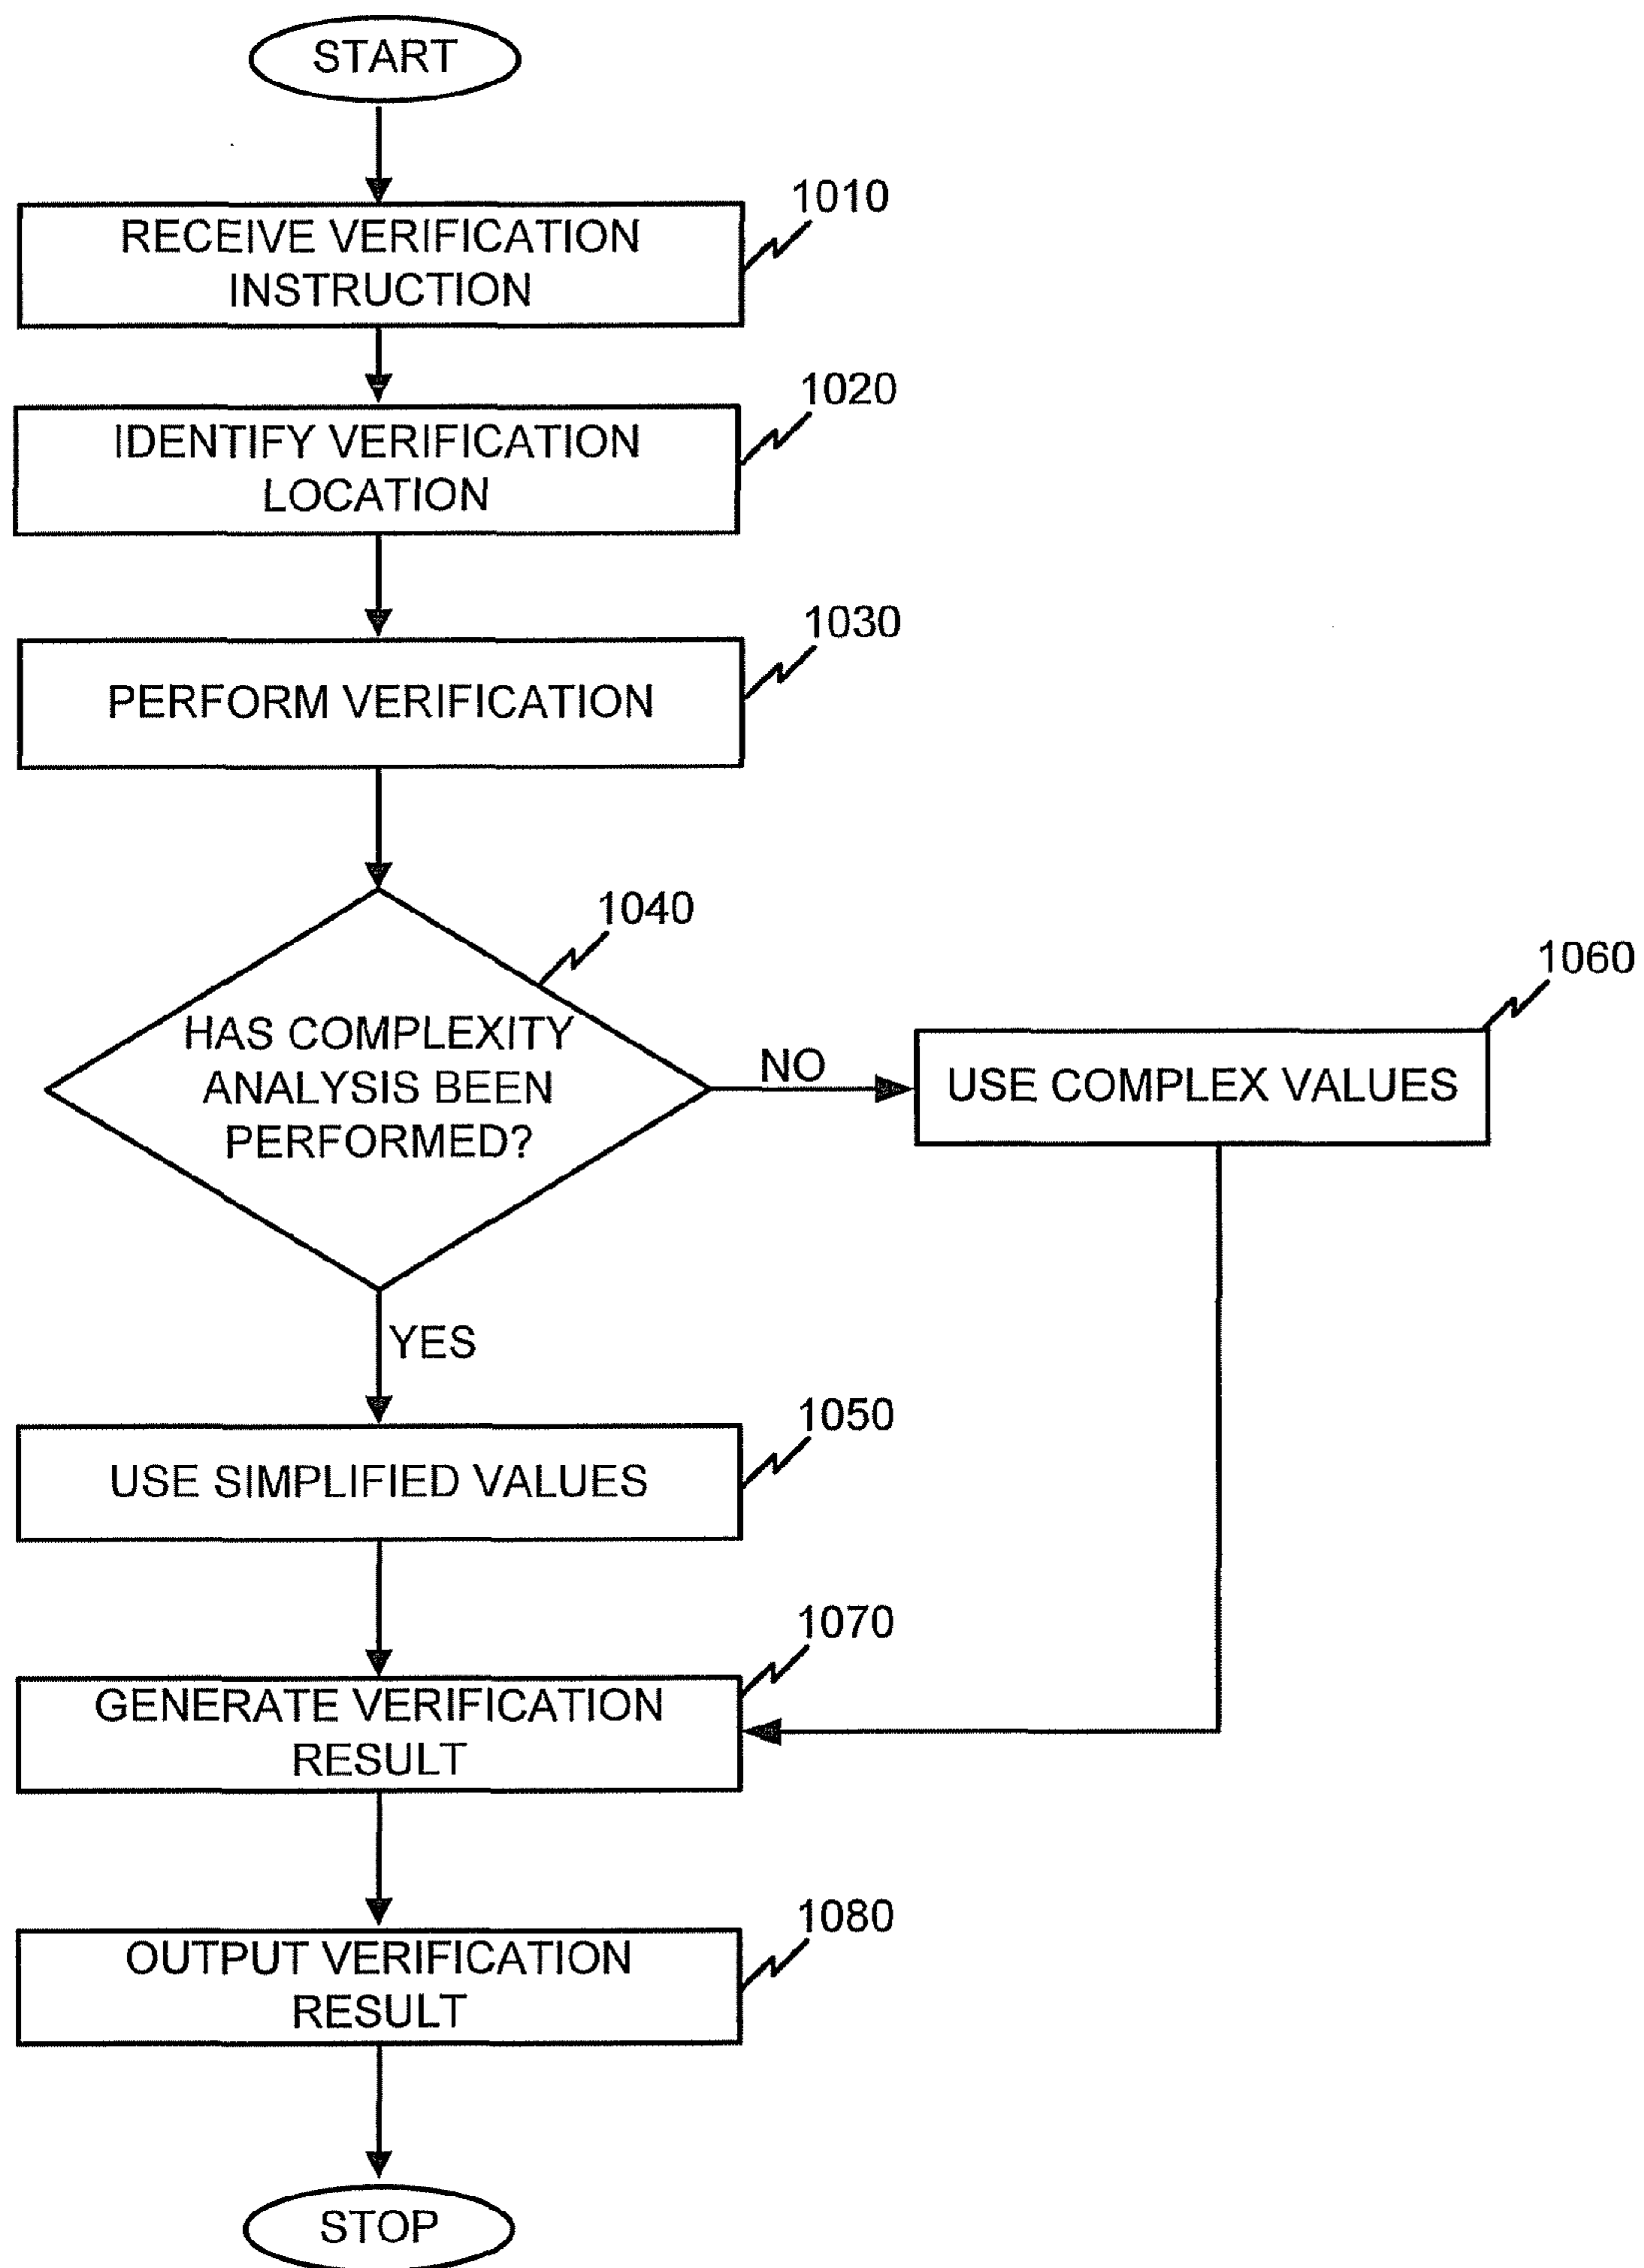 START
1010
RECEIVE VERIFICATION
INSTRUCTION
1020
IDENTIFY VERIFICATION
LOCATION
1030
PERFORM VERIFICATION
1040
HAS COMPLEXITY
ANALYSIS BEEN
PERFORMED?
NO
1060
USE COMPLEX VALUES
YES
1050
USE SIMPLIFIED VALUES
1070
GENERATE VERIFICATION
RESULT
1080
OUTPUT VERIFICATION
RESULT
STOP